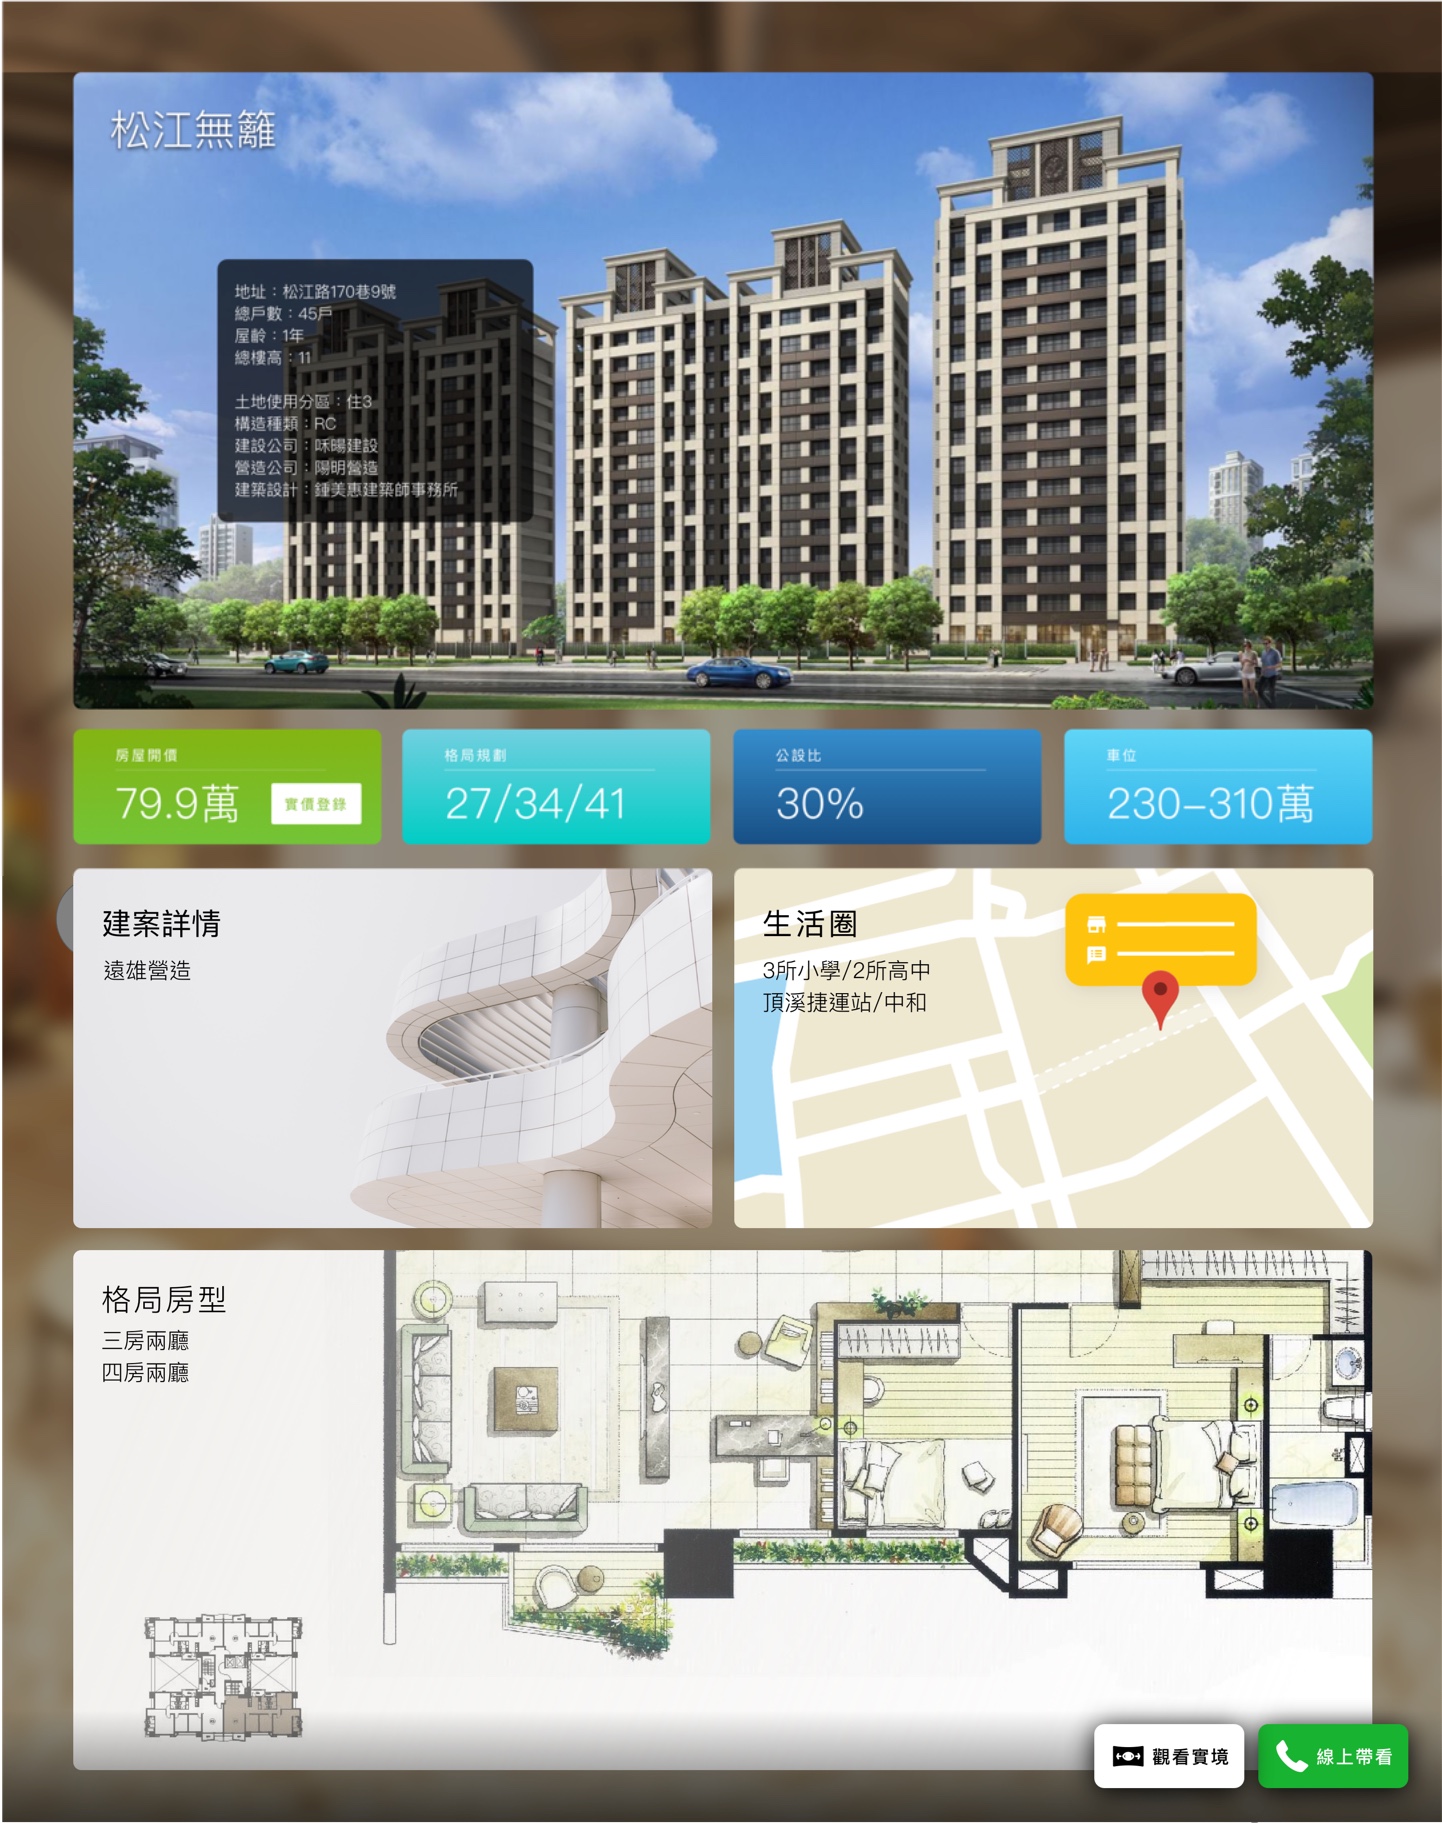 松江無籬
地址：松江路170巷9號
總戶數：45戶
屋齡：1年
總樓高：11
土地使用分區：住3
構造種類：RC
建設公司：咊暘建設
營造公司：陽明營造
建築設計：鍾美惠建築師事務所
房屋開價
79.9萬
實價登錄
格局規劃
27/34/41
公設比
30%
車位
230-310萬
建案詳情
遠雄營造
生活圈
3所小學/2所高中
頂溪捷運站/中和
格局房型
三房兩廳
四房兩廳
觀看實境
線上帶看